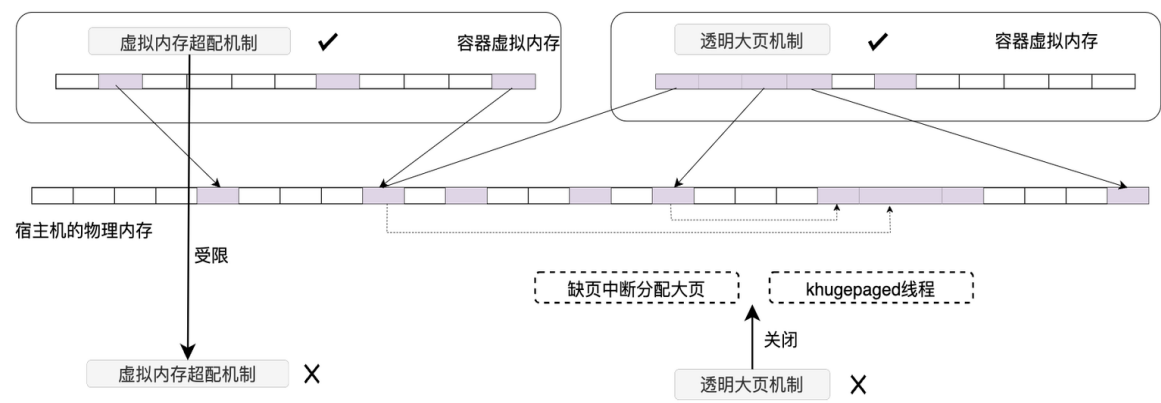 虚拟内存超配机制
容器虚拟内存
透明大页机制
容器虚拟内存
宿主机的物理内存
受限
缺页中断分配大页
khugepaged线程
关闭
虚拟内存超配机制
透明大页机制